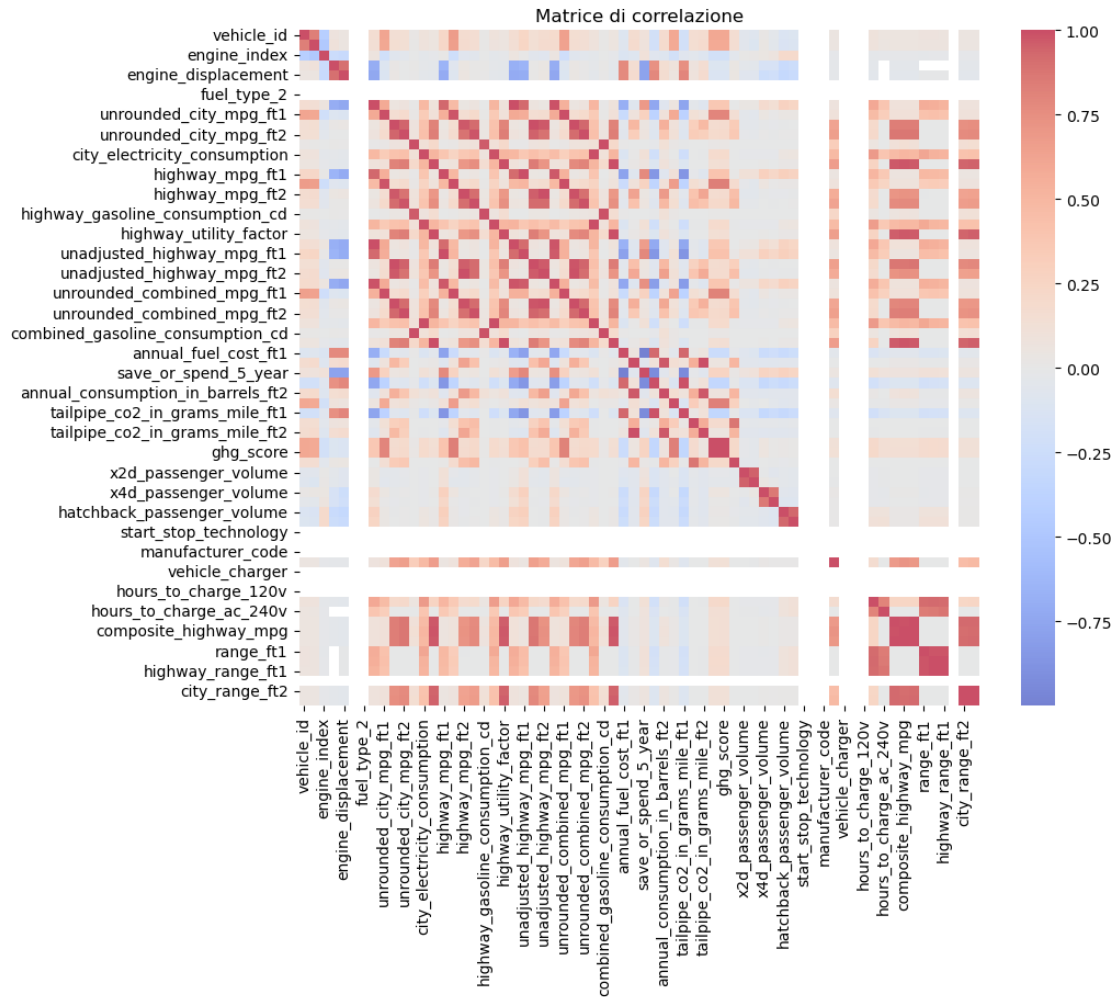 Matrice di correlazione
vehicle_id
engine_index
engine_displacement
fuel_type_2
unrounded_city_mpg_ft1
unrounded_city_mpg_ft2
city_electricity_consumption
highway_mpg_ft1
highway_mpg_ft2
highway_gasoline_consumption_cd
highway_utility_factor
unadjusted_highway_mpg_ft1
unadjusted_highway_mpg_ft2
unrounded_combined_mpg_ft1
unrounded_combined_mpg_ft2
combined_gasoline_consumption_cd
annual_fuel_cost_ft1
save_or_spend_5_year
annual_consumption_in_barrels_ft2
tailpipe_co2_in_grams_mile_ft1
tailpipe_co2_in_grams_mile_ft2
ghg_score
x2d_passenger_volume
x4d_passenger_volume
hatchback_passenger_volume
start_stop_technology
manufacturer_code
vehicle_charger
hours_to_charge_120v
hours_to_charge_ac_240v
composite_highway_mpg
range_ft1
highway_range_ft1
city_range_ft2
vehicle_id
engine_index
engine_displacement
fuel_type_2
unrounded_city_mpg_ft1
unrounded_city_mpg_ft2
city_electricity_consumption
highway_mpg_ft1
highway_mpg_ft2
highway_gasoline_consumption_cd
highway_utility_factor
unadjusted_highway_mpg_ft1
unadjusted_highway_mpg_ft2
unrounded_combined_mpg_ft1
unrounded_combined_mpg_ft2
combined_gasoline_consumption_cd
annual_fuel_cost_ft1
save_or_spend_5_year
annual_consumption_in_barrels_ft2
tailpipe_co2_in_grams_mile_ft1
tailpipe_co2_in_grams_mile_ft2
ghg_score
x2d_passenger_volume
x4d_passenger_volume
hatchback_passenger_volume
start_stop_technology
manufacturer_code
vehicle_charger
hours_to_charge_120v
hours_to_charge_ac_240v
composite_highway_mpg
range_ft1
highway_range_ft1
city_range_ft2
1.00
0.75
0.50
0.25
0.00
−0.25
−0.50
−0.75